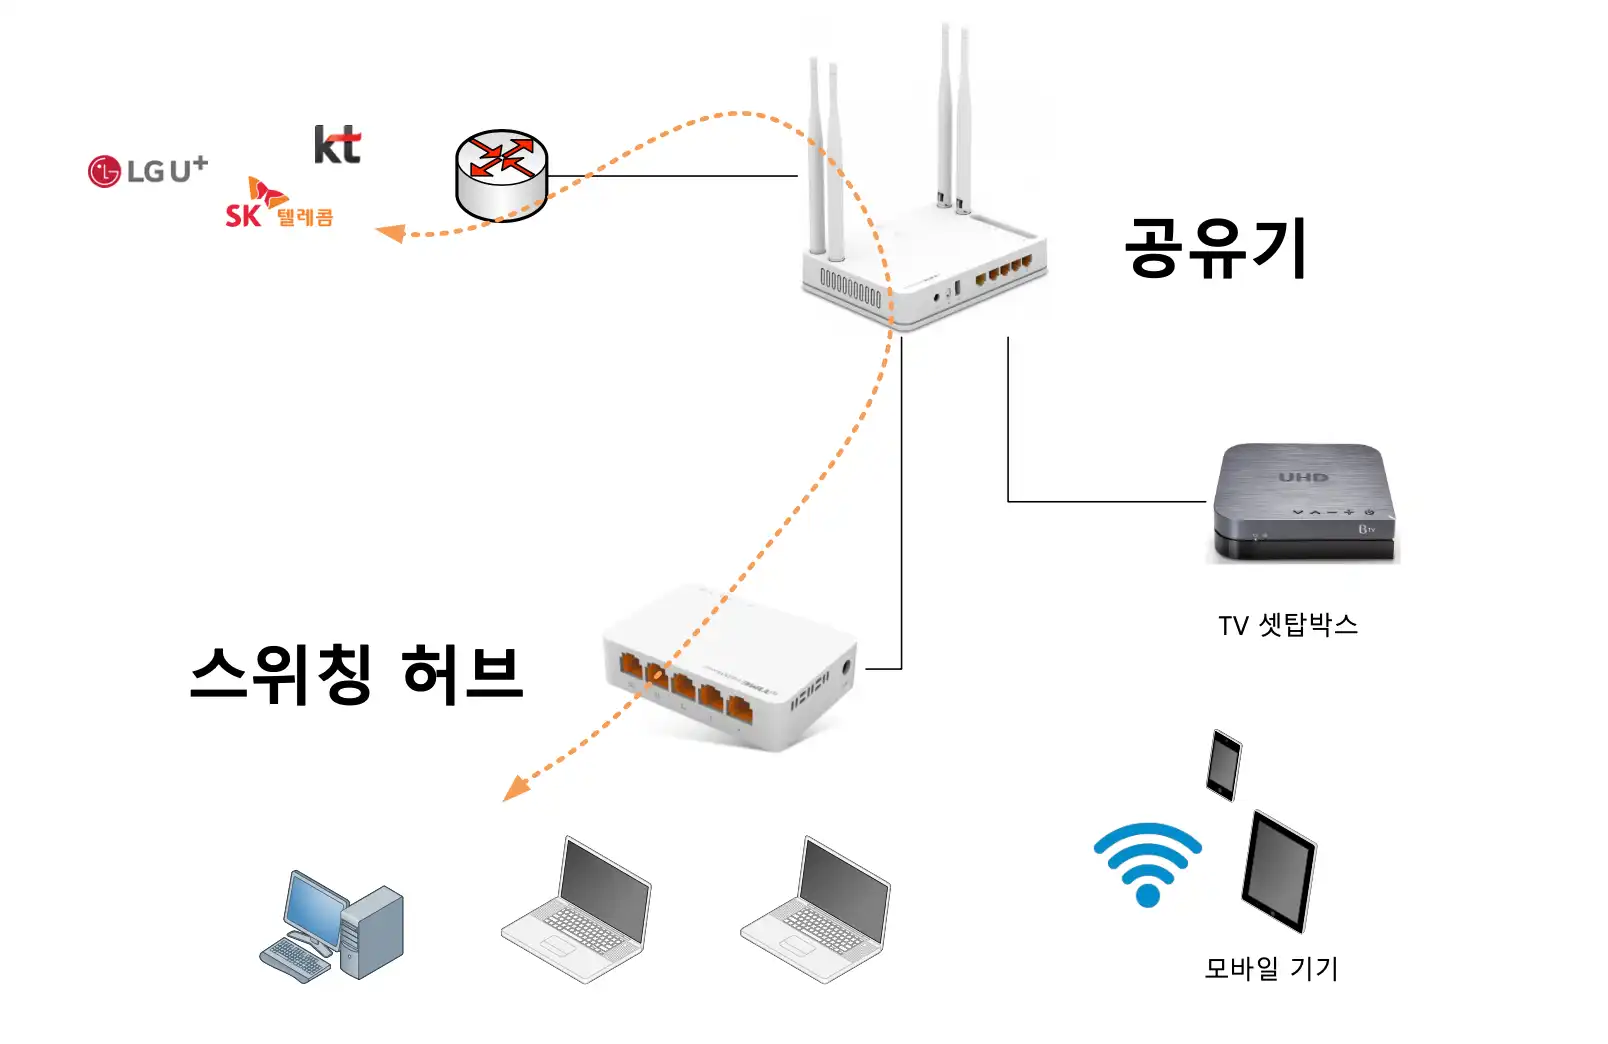 kt
LG U+
SK 텔레콤
공유기
UHD
B TV
TV 셋탑박스
스위칭 허브
모바일 기기